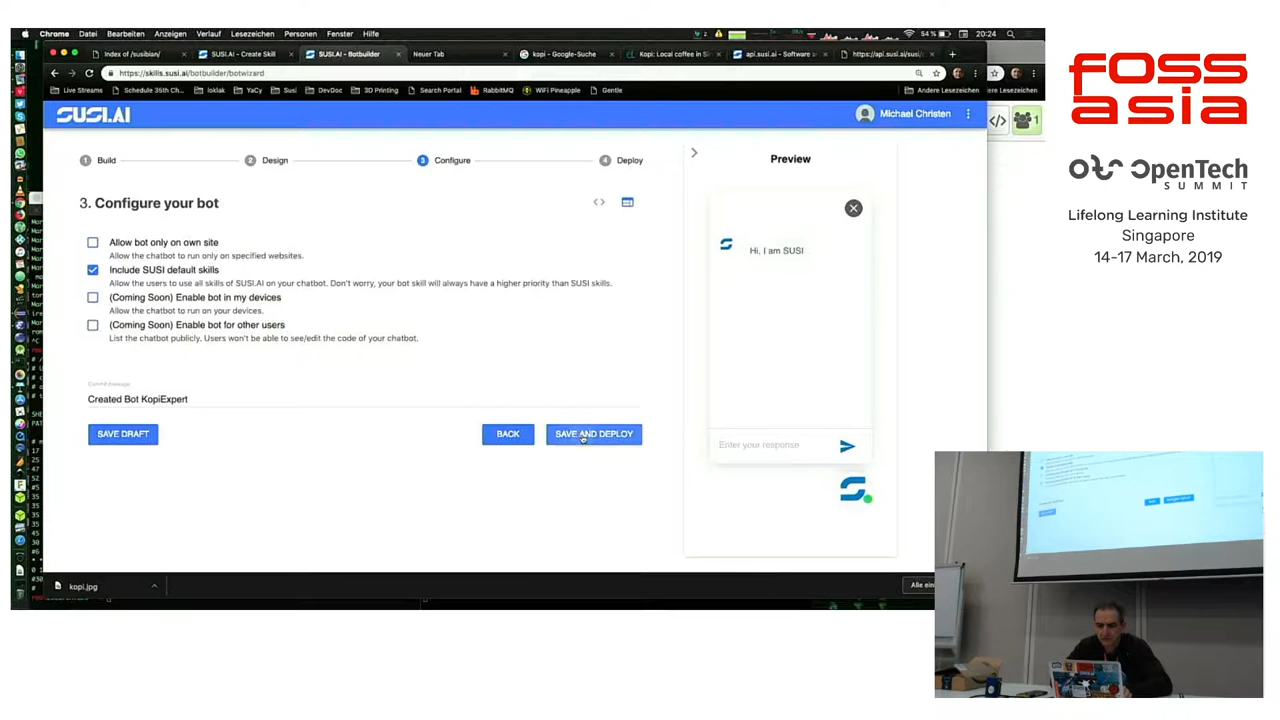 Chrome Datei Bearbeiten Anzeigen Verlauf Lesezeichen Personen Fenster Hilfe
54 % 20:24
Index of /susibian/
SUSI.AI - Create Skill
SUSI.AI - Botbuilder
Neuer Tab
kopi - Google-Suche
Kopi: Local coffee in Si
api.susi.ai - Software
https://api.susi.ai/susi/
https://skills.susi.ai/botbuilder/botwizard
Live Streams
Schedule 35th Ch...
loklak
YaCy
Susi
DevDoc
3D Printing
Search Portal
RabbitMQ
WiFi Pineapple
Gentle
Andere Lesezeichen
SUSI.AI
Michael Christen
1 Build
2 Design
3 Configure
4 Deploy
3. Configure your bot
Allow bot only on own site
Allow the chatbot to run only on specified websites.
Include SUSI default skills
Allow the users to use all skills of SUSI.AI on your chatbot. Don't worry, your bot skill will always have a higher priority than SUSI skills.
(Coming Soon) Enable bot in my devices
Allow the chatbot to run on your devices.
(Coming Soon) Enable bot for other users
List the chatbot publicly. Users won't be able to see/edit the code of your chatbot.
Commit message
Created Bot KopiExpert
SAVE DRAFT
BACK
SAVE AND DEPLOY
Preview
Hi, I am SUSI
Enter your response
kopi.jpg
Alle ein
1
FOSS
asia
OpenTech
SUMMIT
Lifelong Learning Institute
Singapore
14-17 March, 2019